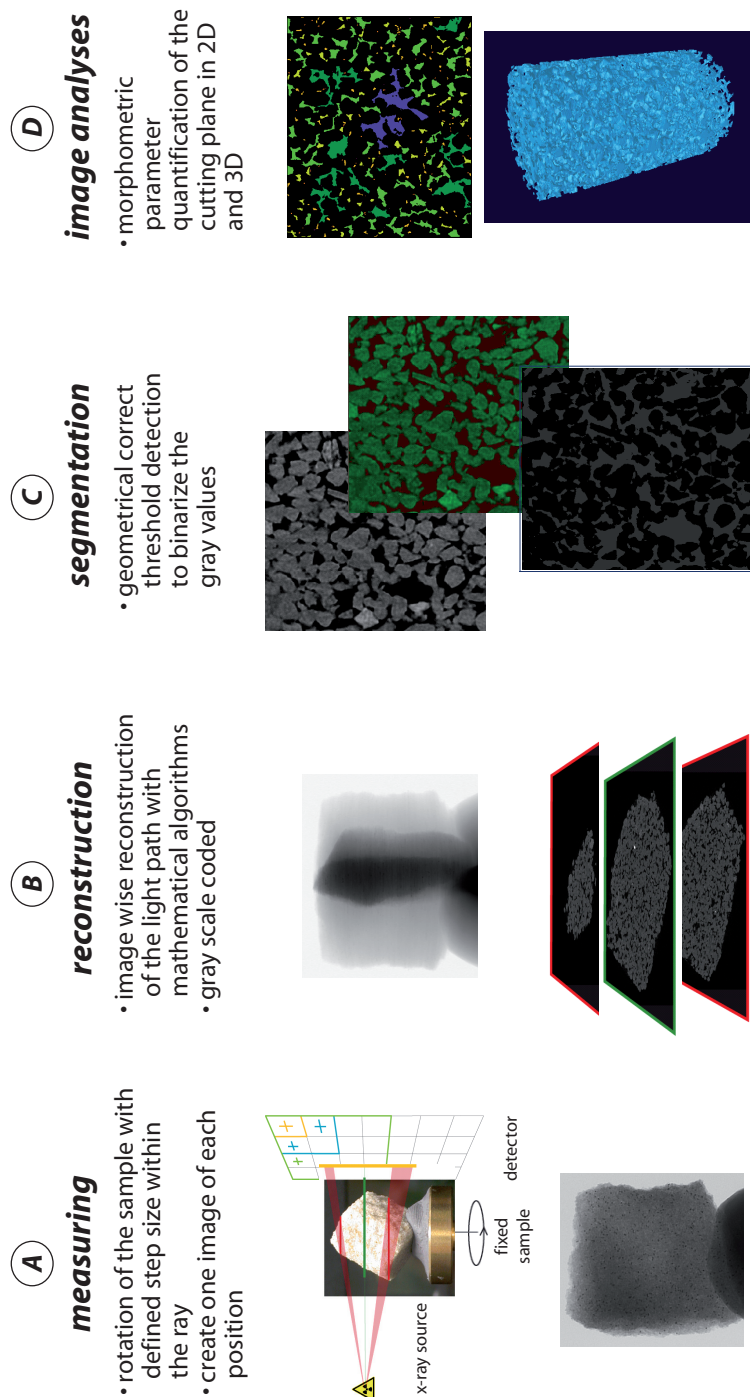 A
measuring
• rotation of the sample with
defined step size within
the ray
• create one image of each
position
x-ray source
fixed
sample
detector
B
reconstruction
• image wise reconstruction
of the light path with
mathematical algorithms
• gray scale coded
C
segmentation
• geometrical correct
threshold detection
to binarize the
gray values
D
image analyses
• morphometric
parameter
quantification of the
cutting plane in 2D
and 3D